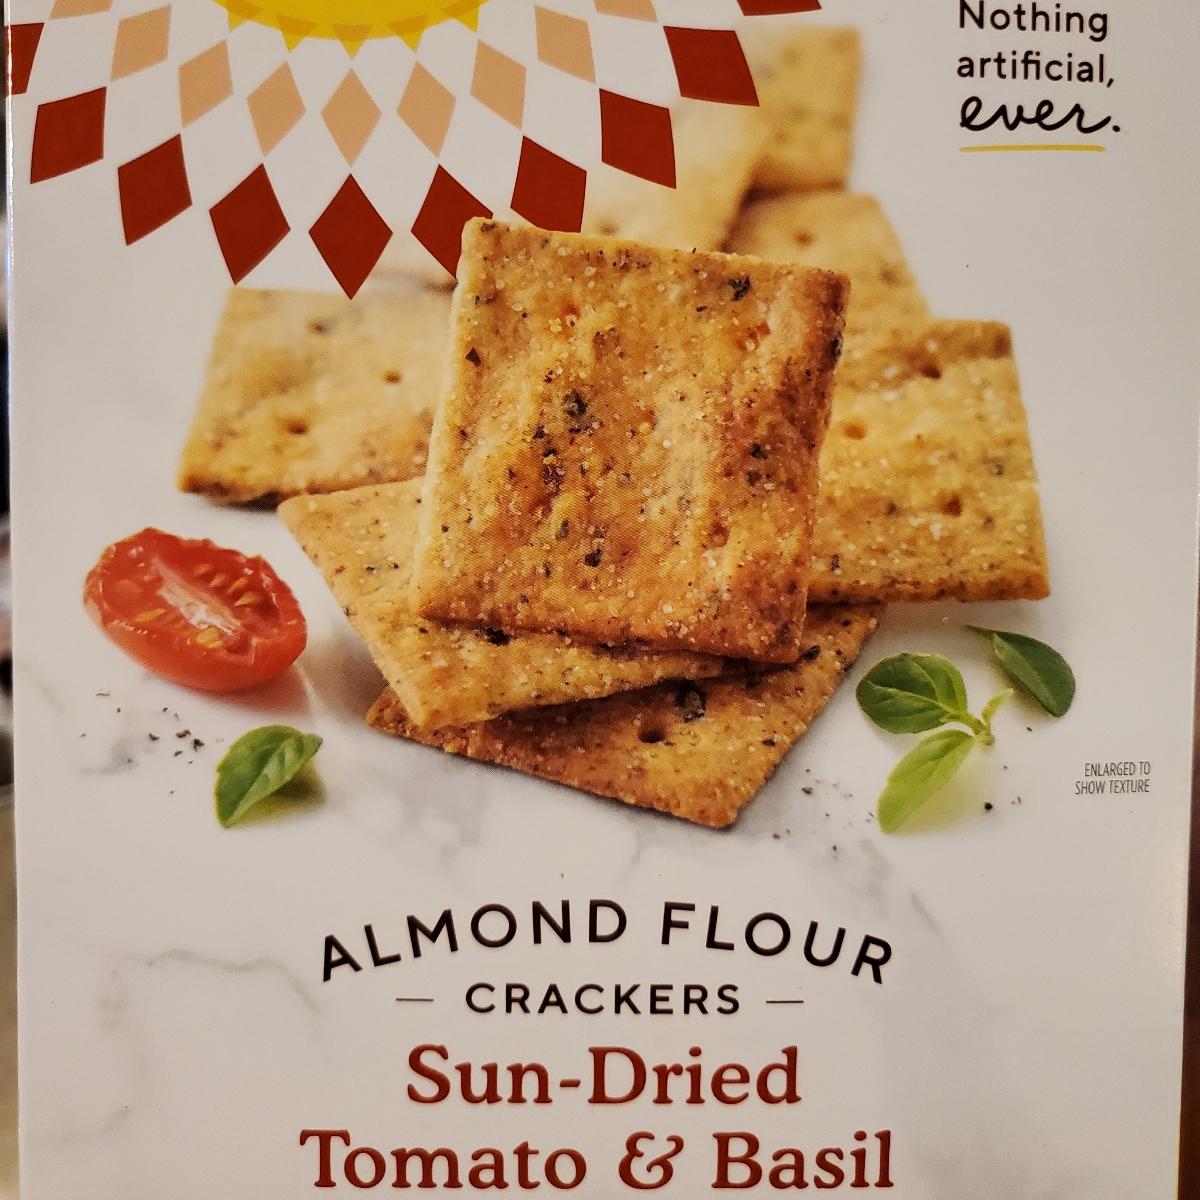 Nothing
artificial,
ever.
ENLARGED TO
SHOW TEXTURE
ALMOND FLOUR
CRACKERS
Sun-Dried
Tomato & Basil